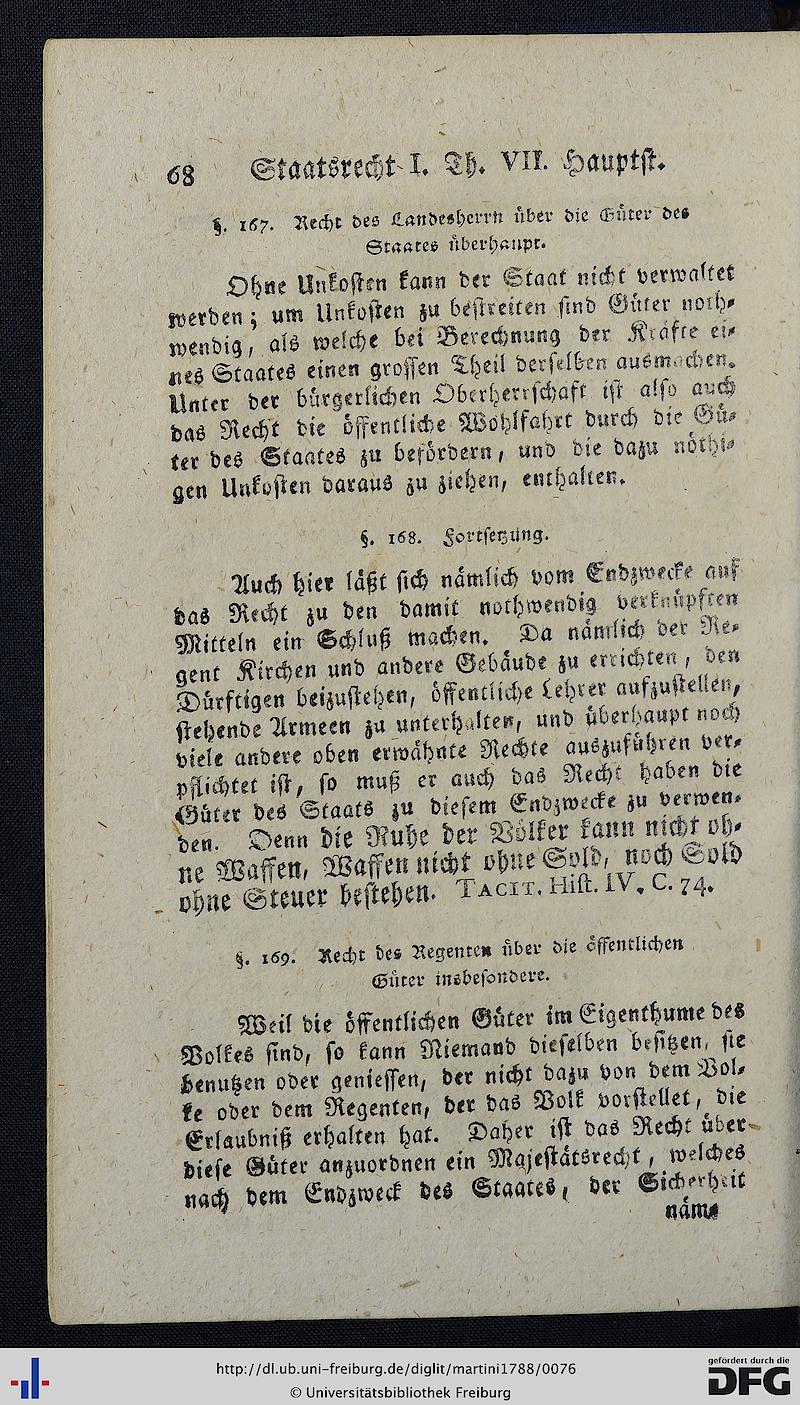 68 Staatsrecht I. Th. VII. Hauptst.
§. 167. Recht des Landesherrn über die Güter des
Staates überhaupt.
Ohne Unkosten kann der Staat nicht verwaltet
werden; um Unkosten zu bestreiten sind Güter noth-
wendig, als welche bei Berechnung der Kräfte ei-
nes Staates einen grossen Theil derselben ausmachen.
Unter der bürgerlichen Oberherrschaft ist also auch
das Recht die öffentliche Wohlfahrt durch die Gü-
ter des Staates zu befördern, und die dazu nöthi-
gen Unkosten daraus zu ziehen, enthalten.
§. 168. Fortsetzung.
Auch hier läßt sich nämlich vom Endzwecke auf
das Recht zu den damit nothwendig verknüpften
Mitteln ein Schluß machen. Da nämlich der Re-
gent Kirchen und andere Gebäude zu errichten, den
Dürftigen beizustehen, öffentliche Lehrer aufzustellen,
stehende Armeen zu unterhalten, und überhaupt noch
viele andere oben erwähnte Rechte auszuführen ver-
pflichtet ist, so muß er auch das Recht haben die
Güter des Staats zu diesem Endzwecke zu verwen-
den. Denn die Ruhe der Völker kann nicht oh-
ne Waffen, Waffen nicht ohne Sold, noch Sold
ohne Steuer bestehen. TACIT. Hist. IV. C. 74.
§. 169. Recht des Regenten über die öffentlichen
Güter insbesondere.
Weil die öffentlichen Güter im Eigenthume des
Volkes sind, so kann Niemand dieselben besitzen, sie
benutzen oder geniessen, der nicht dazu von dem Vol-
ke oder dem Regenten, der das Volk vorstellet, die
Erlaubniß erhalten hat. Daher ist das Recht über
diese Güter anzuordnen ein Majestätsrecht, welches
nach dem Endzweck des Staates, der Sicherheit
näm-
http://dl.ub.uni-freiburg.de/diglit/martini1788/0076
© Universitätsbibliothek Freiburg
gefördert durch die
DFG